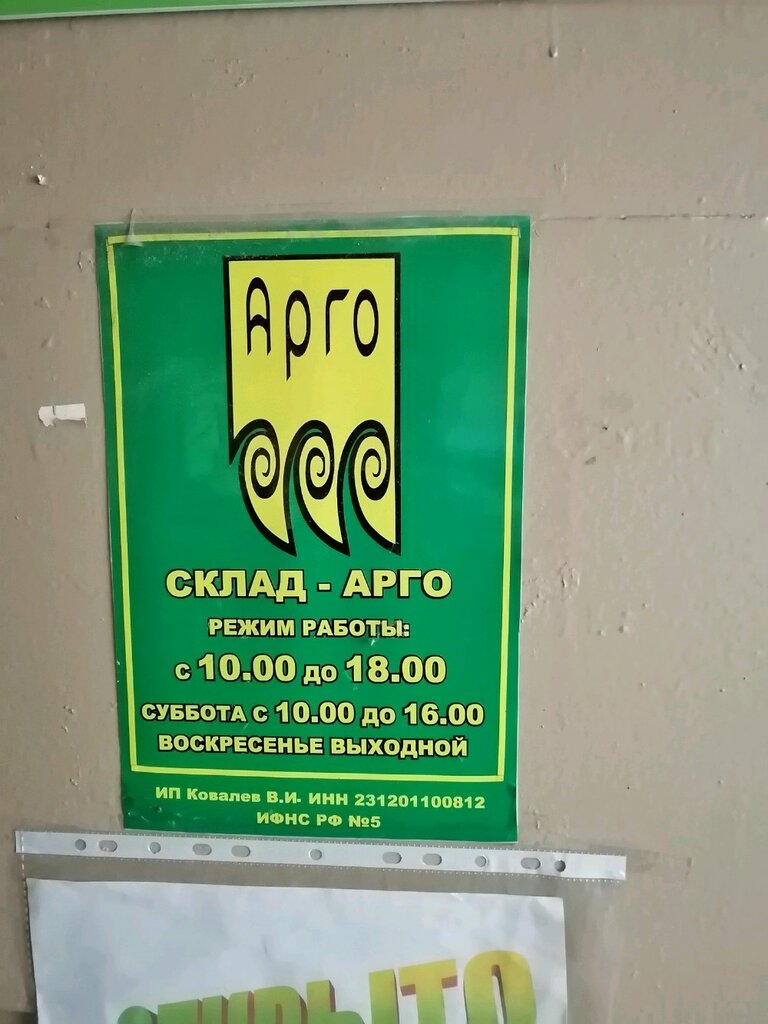 Арго
СКЛАД - АРГО
РЕЖИМ РАБОТЫ:
с 10.00 до 18.00
СУББОТА С 10.00 ДО 16.00
ВОСКРЕСЕНЬЕ ВЫХОДНОЙ
ИП Ковалев В.И. ИНН 231201100812
ИФНС РФ №5
ОТКРЫТО